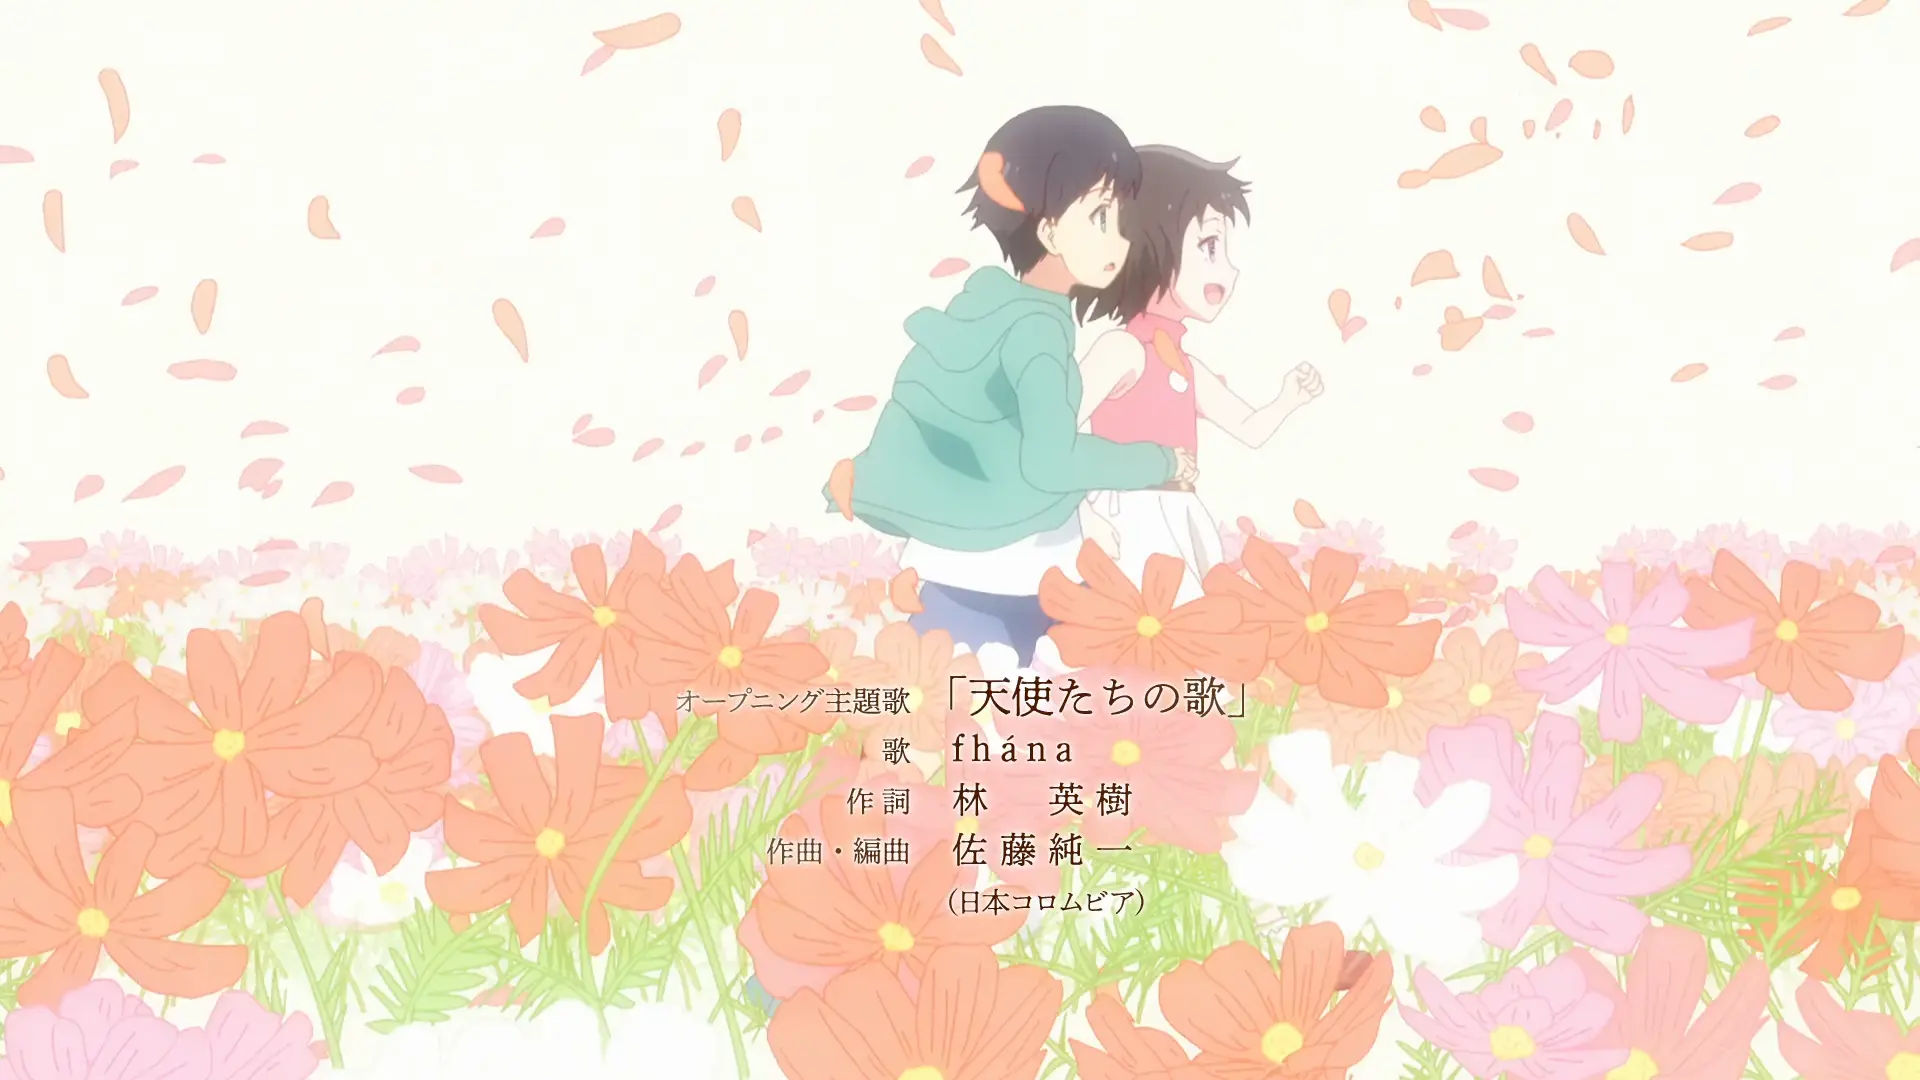 オープニング主題歌 「天使たちの歌」
歌 fhána
作詞 林 英樹
作曲・編曲 佐藤純一
（日本コロムビア）